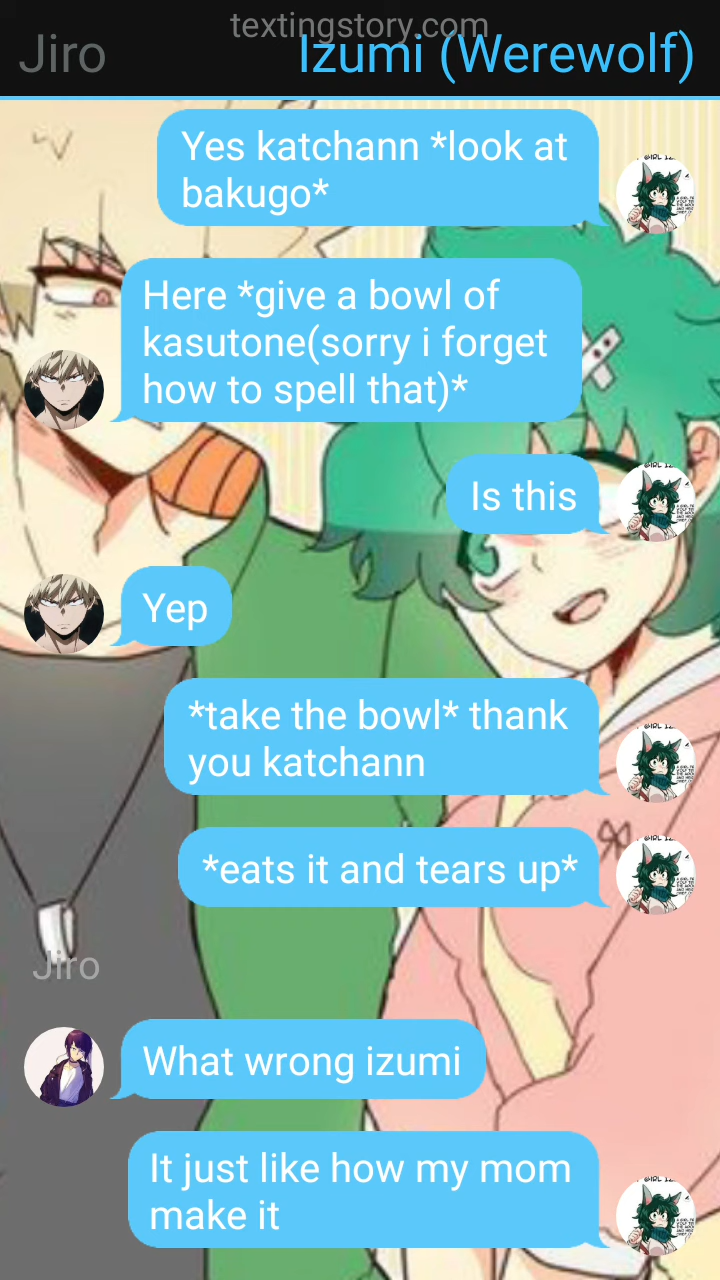 textingstory.com
Jiro
Izumi (Werewolf)
Yes katchann *look at
bakugo*
Here *give a bowl of
kasutone(sorry i forget
how to spell that)*
Is this
Yep
*take the bowl* thank
you katchann
*eats it and tears up*
Jiro
What wrong izumi
It just like how my mom
make it